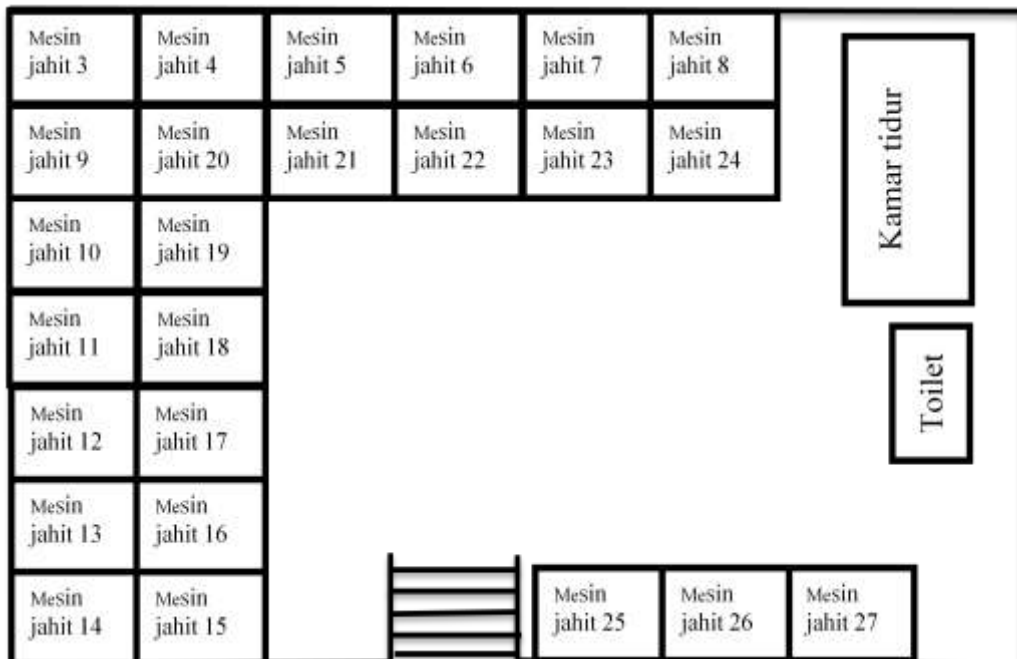 Mesin
jahit 3
Mesin
jahit 4
Mesin
jahit 5
Mesin
jahit 6
Mesin
jahit 7
Mesin
jahit 8
Mesin
jahit 9
Mesin
jahit 20
Mesin
jahit 21
Mesin
jahit 22
Mesin
jahit 23
Mesin
jahit 24
Kamar tidur
Mesin
jahit 10
Mesin
jahit 19
Mesin
jahit 11
Mesin
jahit 18
Toilet
Mesin
jahit 12
Mesin
jahit 17
Mesin
jahit 13
Mesin
jahit 16
Mesin
jahit 14
Mesin
jahit 15
Mesin
jahit 25
Mesin
jahit 26
Mesin
jahit 27